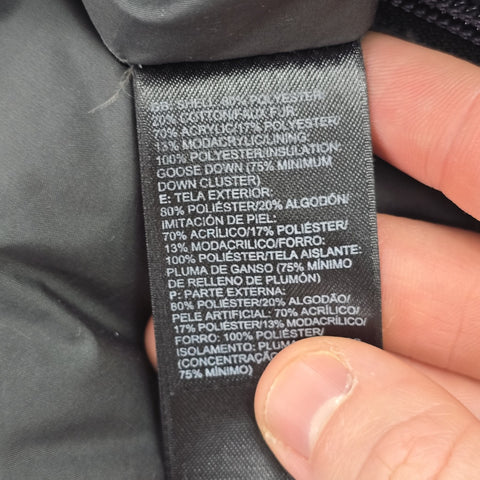 GB: SHELL: 80% POLYESTER/
20% COTTON/FAUX FUR:
70% ACRYLIC/17% POLYESTER/
13% MODACRYLIC/LINING:
100% POLYESTER/INSULATION:
GOOSE DOWN (75% MINIMUM
DOWN CLUSTER)
E: TELA EXTERIOR:
80% POLIÉSTER/20% ALGODÓN/
IMITACIÓN DE PIEL:
70% ACRÍLICO/17% POLIÉSTER/
13% MODACRILICO/FORRO:
100% POLIÉSTER/TELA AISLANTE:
PLUMA DE GANSO (75% MÍNIMO
DE RELLENO DE PLUMÓN)
P: PARTE EXTERNA:
80% POLIÉSTER/20% ALGODÃO/
PELE ARTIFICIAL: 70% ACRÍLICO/
17% POLIÉSTER/13% MODACRÍLICO/
FORRO: 100% POLIÉSTER/
ISOLAMENTO: PLUMA
(CONCENTRAÇÃO
75% MÍNIMO)